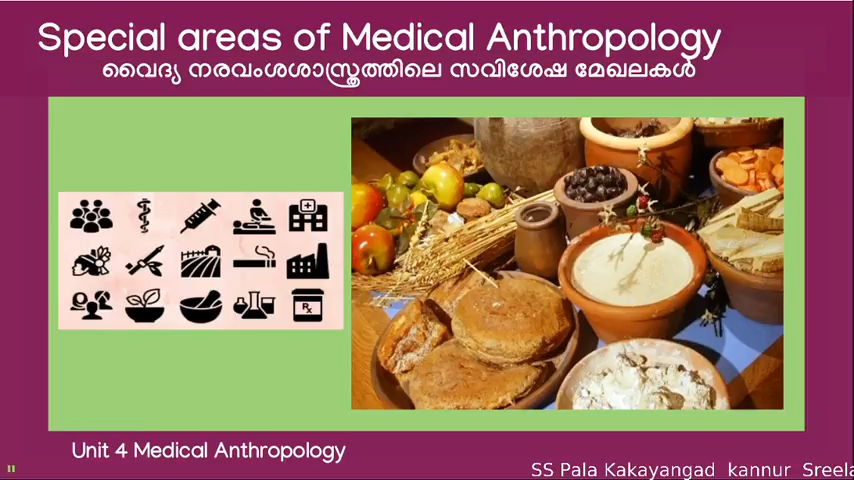 Special areas of Medical Anthropology
വൈദ്യ നരവംശശാസ്ത്രത്തിലെ സവിശേഷ മേഖലകൾ
Rx
Unit 4 Medical Anthropology
SS Pala Kakayangad kannur Sreela